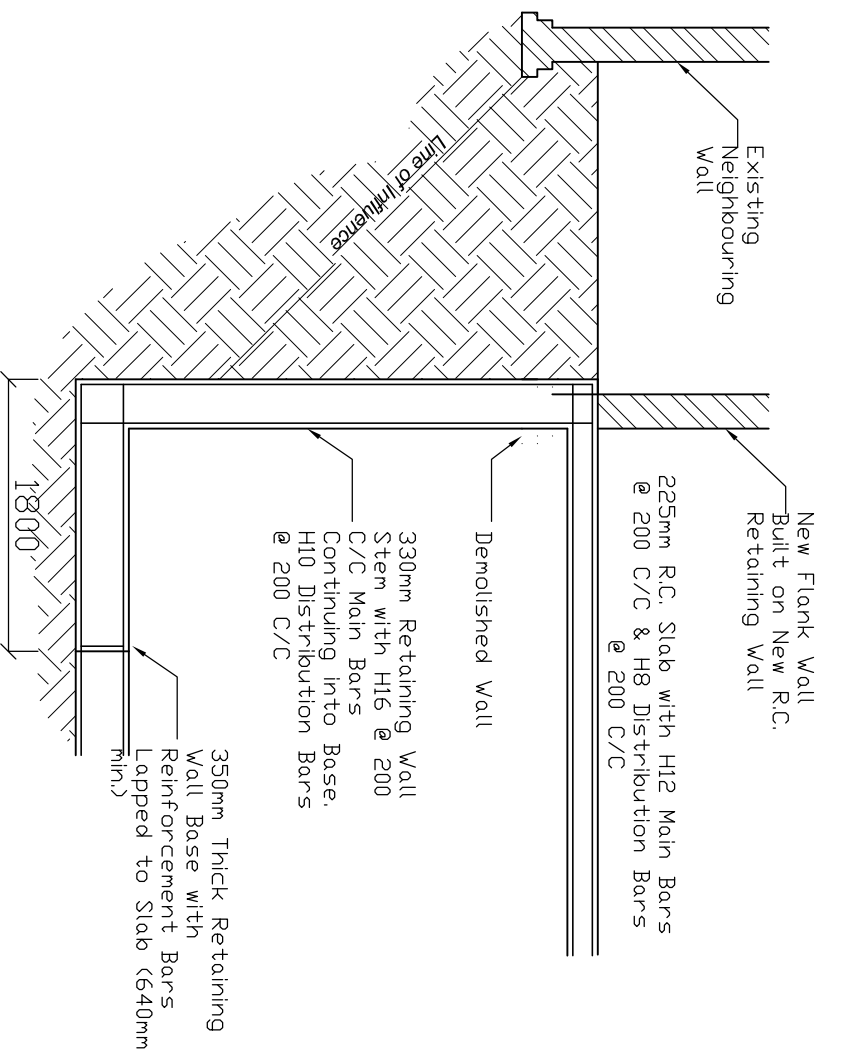 Existing
Neighbouring
Wall
New Flank Wall
Built on New R.C.
Retaining Wall
225mm R.C. Slab with H12 Main Bars
@ 200 C/C & H8 Distribution Bars
@ 200 C/C
Line of Influence
Demolished Wall
330mm Retaining Wall
Stem with H16 @ 200
C/C Main Bars
Continuing into Base.
H10 Distribution Bars
@ 200 C/C
350mm Thick Retaining
Wall Base with
Reinforcement Bars
Lapped to Slab (640mm
min.)
1800